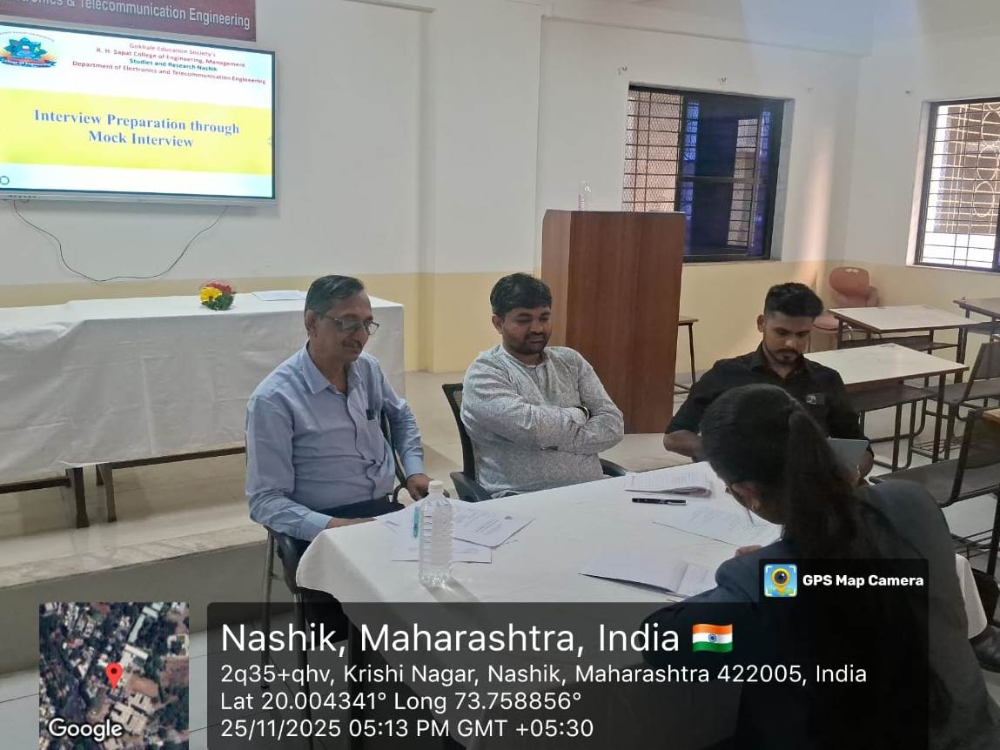 & Telecommunication Engineering
Gokhale Education Society's
R. H. Sapat College of Engineering, Management
Studies and Research Nashik
Department of Electronics and Telecommunication Engineering
Interview Preparation through
Mock Interview
GPS Map Camera
Nashik, Maharashtra, India
2q35+qhv, Krishi Nagar, Nashik, Maharashtra 422005, India
Lat 20.004341° Long 73.758856°
25/11/2025 05:13 PM GMT +05:30
Google